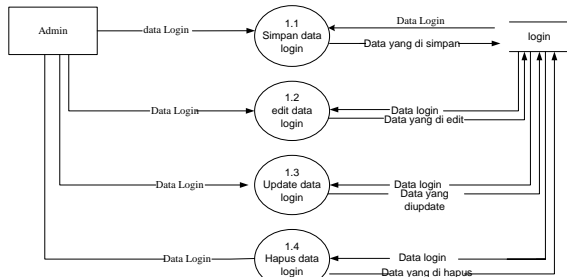 Admin
data Login
1.1
Simpan data
login
Data Login
Data yang di simpan
login
Data Login
1.2
edit data
login
Data login
Data yang di edit
Data Login
1.3
Update data
login
Data login
Data yang
diupdate
Data Login
1.4
Hapus data
login
Data login
Data yang di hapus